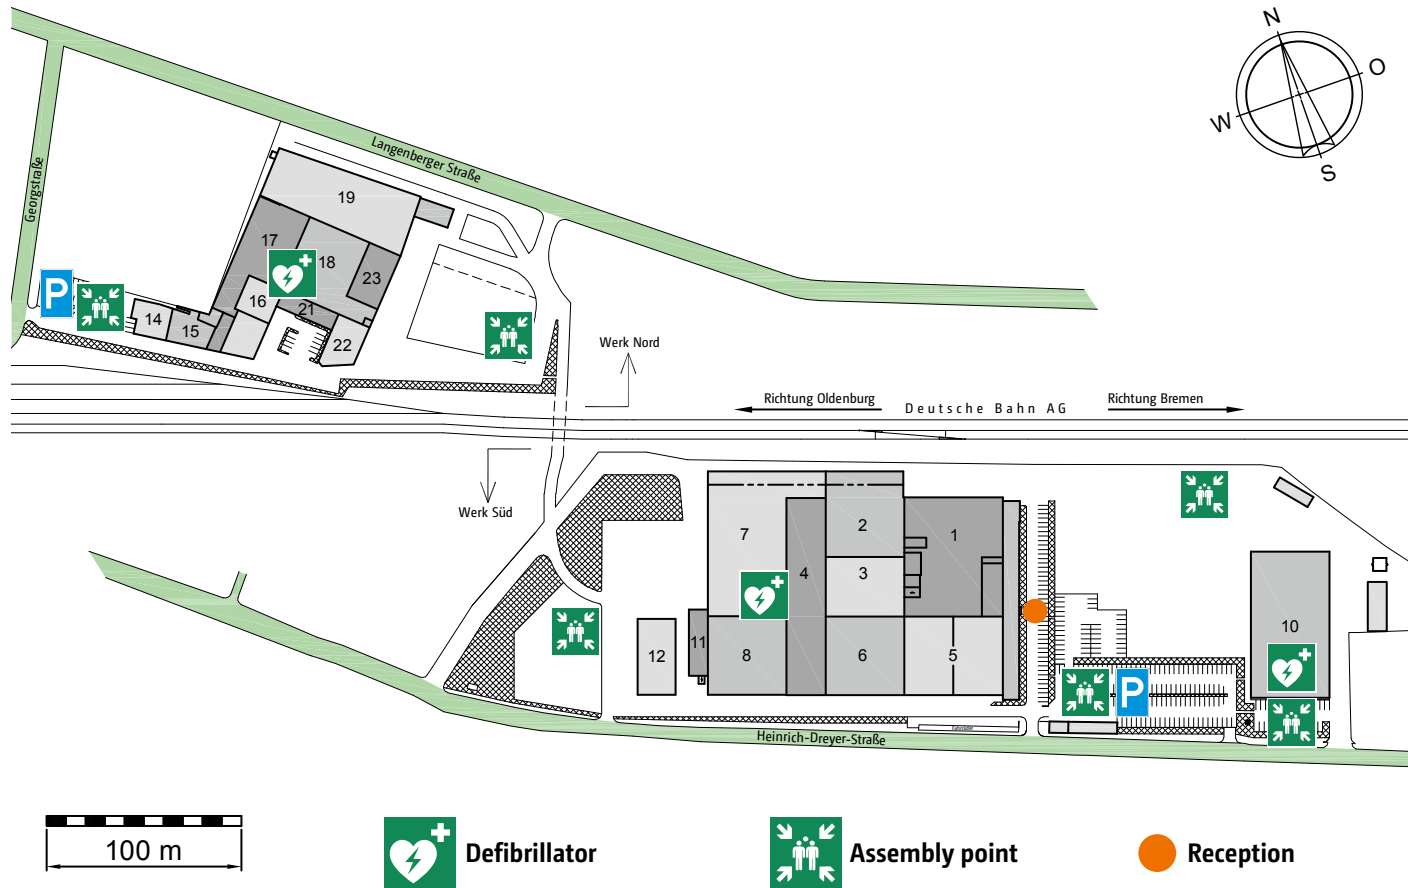 N
O
W
S
Langenberger Straße
Georgstraße
19
17
18
23
16
21
14
15
22
P
Werk Nord
Richtung Oldenburg
Deutsche Bahn AG
Richtung Bremen
Werk Süd
7
2
1
4
3
10
12
11
8
6
5
P
Heinrich-Dreyer-Straße
100 m
Defibrillator
Assembly point
Reception